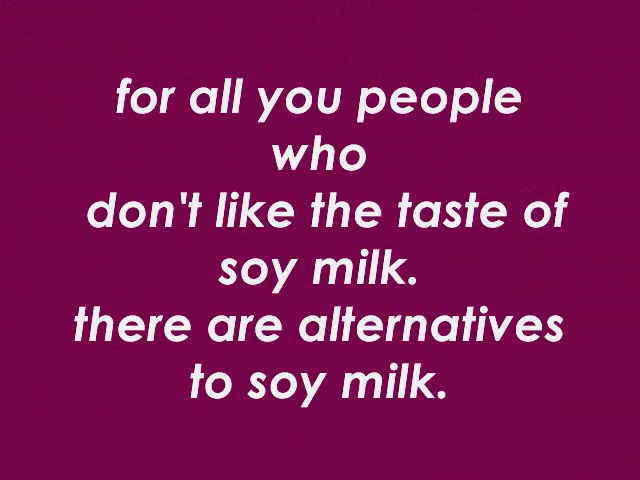 for all you people
who
don't like the taste of
soy milk.
there are alternatives
to soy milk.